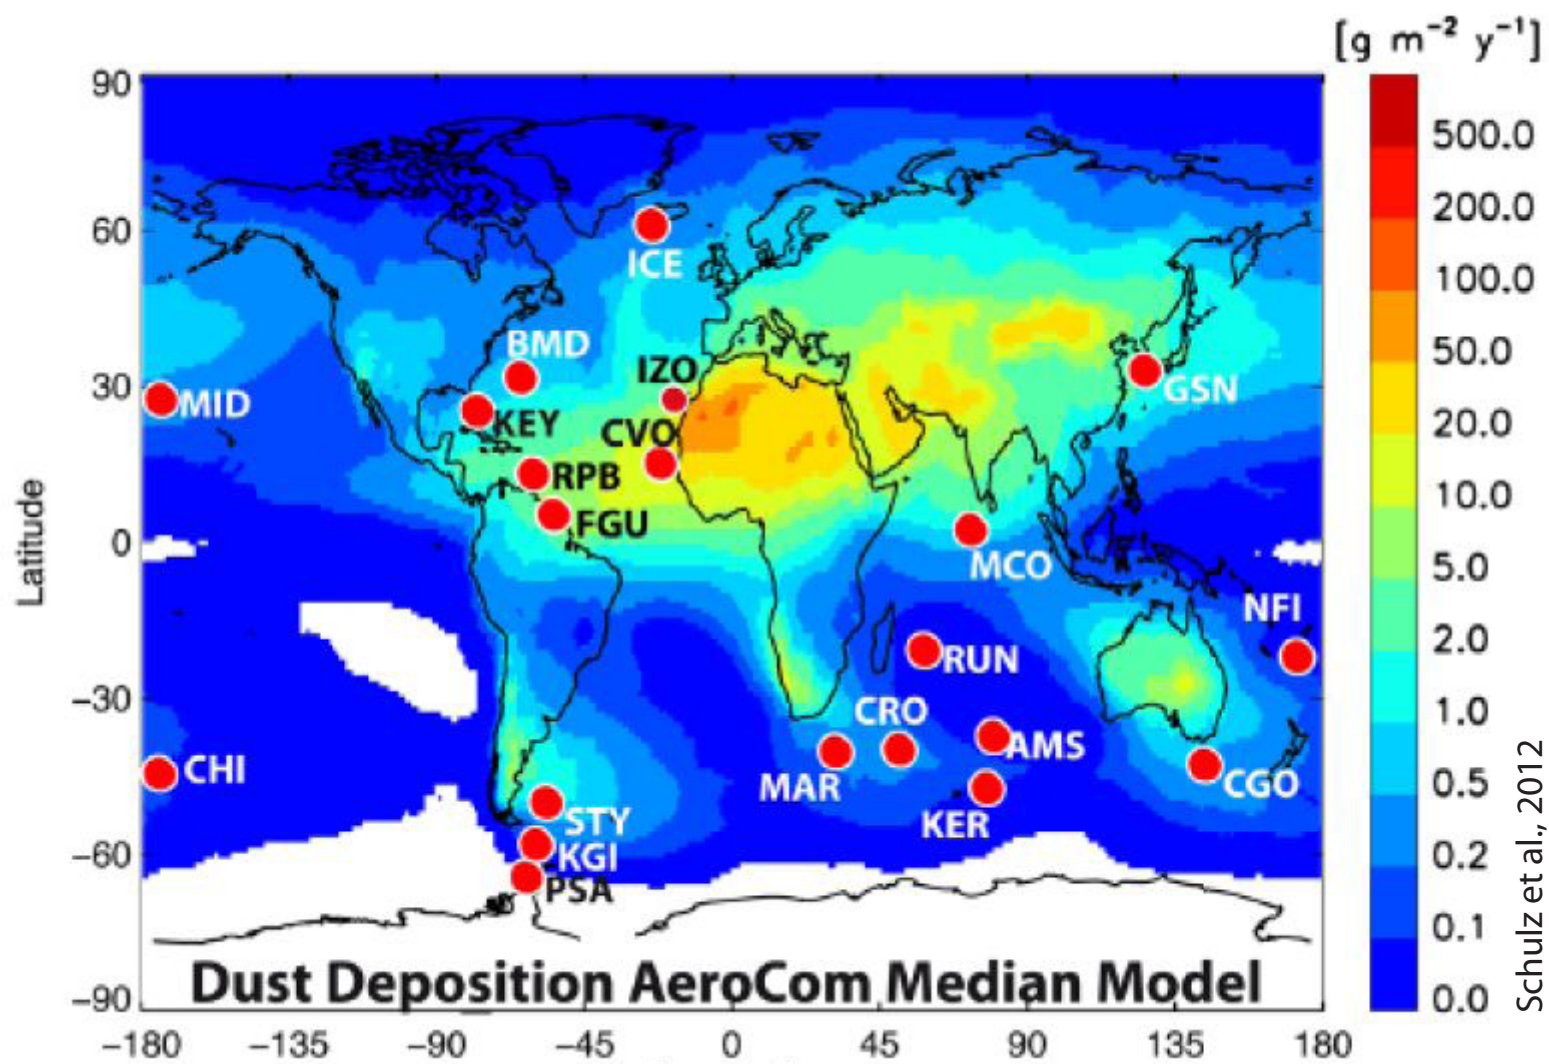 [g m⁻² y⁻¹]
90
60
30
0
−30
−60
−90
Latitude
ICE
BMD
IZO
MID
KEY
CVO
GSN
RPB
FGU
MCO
NFI
RUN
CRO
AMS
CHI
MAR
CGO
STY
KER
KGI
PSA
Dust Deposition AeroCom Median Model
−180 −135 −90 −45 0 45 90 135 180
500.0
200.0
100.0
50.0
20.0
10.0
5.0
2.0
1.0
0.5
0.2
0.1
0.0
Schulz et al., 2012